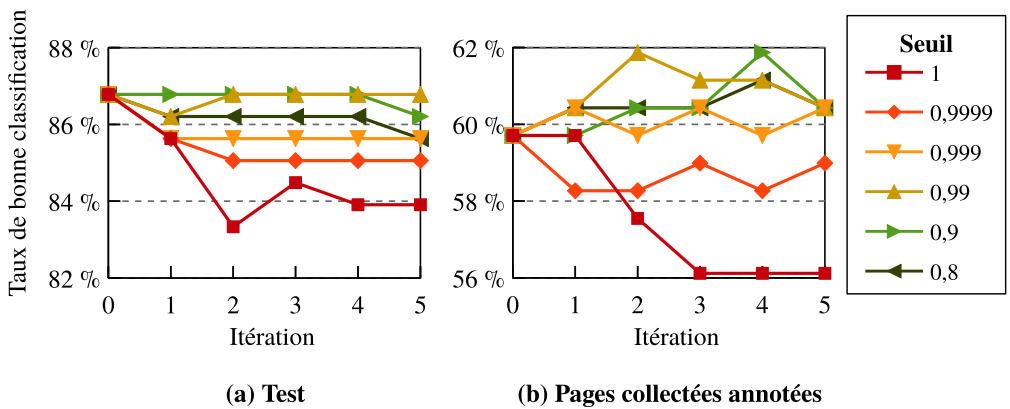 Taux de bonne classification
88 %
86 %
84 %
82 %
0 1 2 3 4 5
Itération
(a) Test
62 %
60 %
58 %
56 %
0 1 2 3 4 5
Itération
(b) Pages collectées annotées
Seuil
1
0,9999
0,999
0,99
0,9
0,8